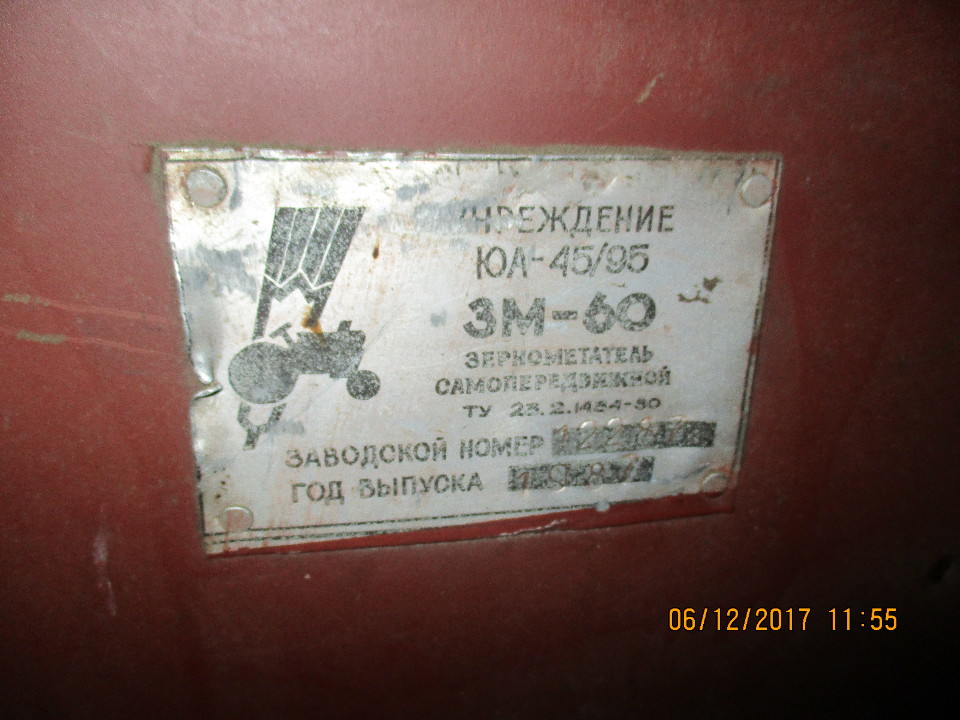 УЧРЕЖДЕНИЕ
ЮА-45/95
ЗМ-60
ЗЕРНОМЕТАТЕЛЬ
САМОПЕРЕДВИЖНОЙ
ТУ 23.2.1484-80
ЗАВОДСКОЙ НОМЕР
ГОД ВЫПУСКА 1987
06/12/2017 11:55